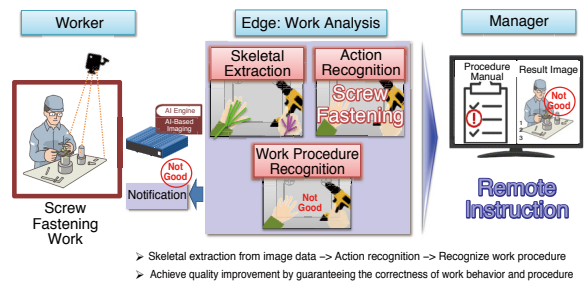 Worker
Edge: Work Analysis
Manager
Skeletal
Extraction
Action
Recognition
Screw
Fastening
Procedure
Manual
Result Image
Not
Good
1
2
3
AI Engine
AI-Based
Imaging
Not
Good
Notification
Work Procedure
Recognition
Not
Good
Screw
Fastening
Work
Remote
Instruction
➢ Skeletal extraction from image data −> Action recognition −> Recognize work procedure
➢ Achieve quality improvement by guaranteeing the correctness of work behavior and procedure